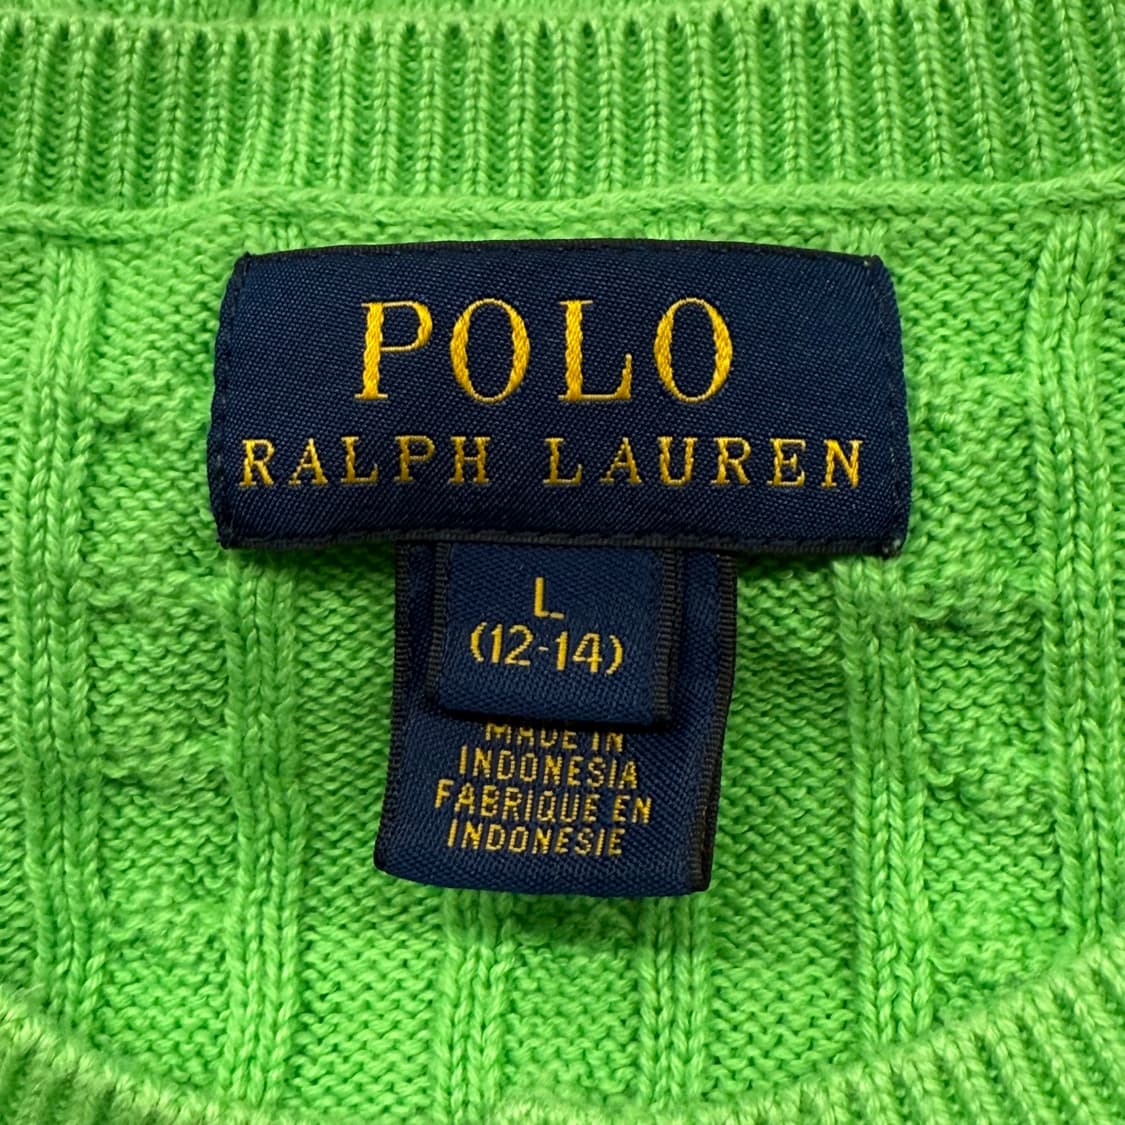 POLO
RALPH LAUREN
L
(12-14)
MADE IN
INDONESIA
FABRIQUE EN
INDONESIE